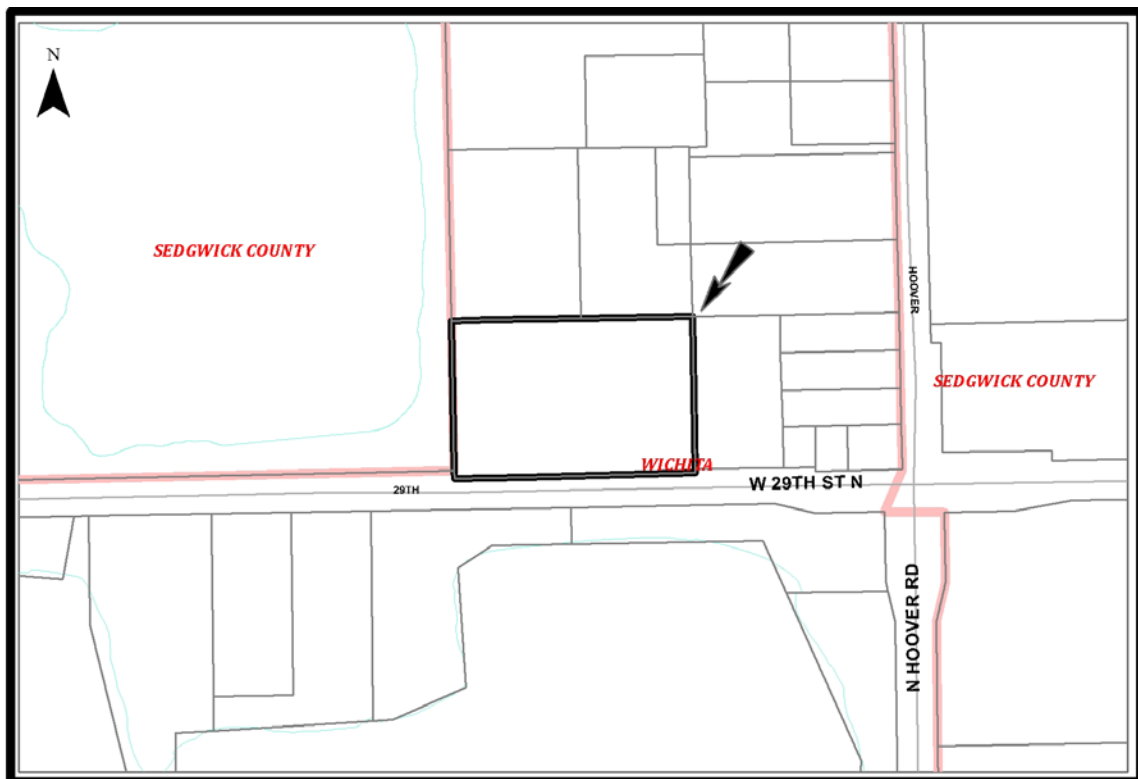 N
SEDGWICK COUNTY
HOOVER
SEDGWICK COUNTY
WICHITA
W 29TH ST N
29TH
N HOOVER RD